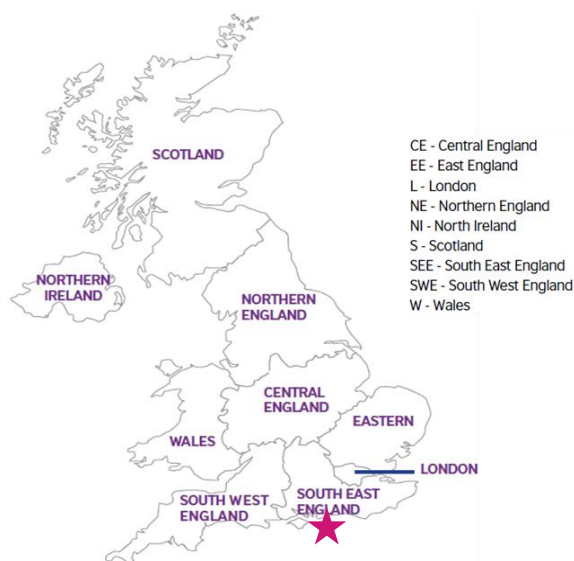 SCOTLAND
CE - Central England
EE - East England
L - London
NE - Northern England
NI - North Ireland
S - Scotland
SEE - South East England
SWE - South West England
W - Wales
NORTHERN
IRELAND
NORTHERN
ENGLAND
CENTRAL
ENGLAND
EASTERN
WALES
LONDON
SOUTH WEST
ENGLAND
SOUTH EAST
ENGLAND